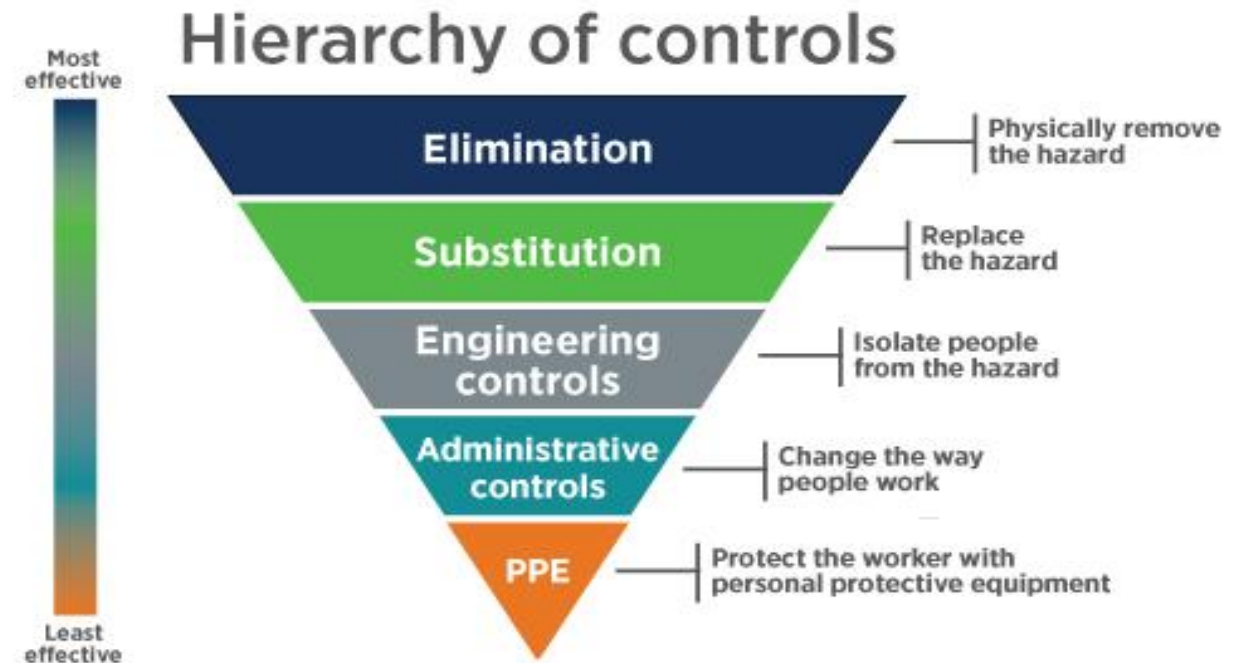 Hierarchy of controls
Most
effective
Elimination
Physically remove
the hazard
Substitution
Replace
the hazard
Engineering
controls
Isolate people
from the hazard
Administrative
controls
Change the way
people work
PPE
Protect the worker with
personal protective equipment
Least
effective